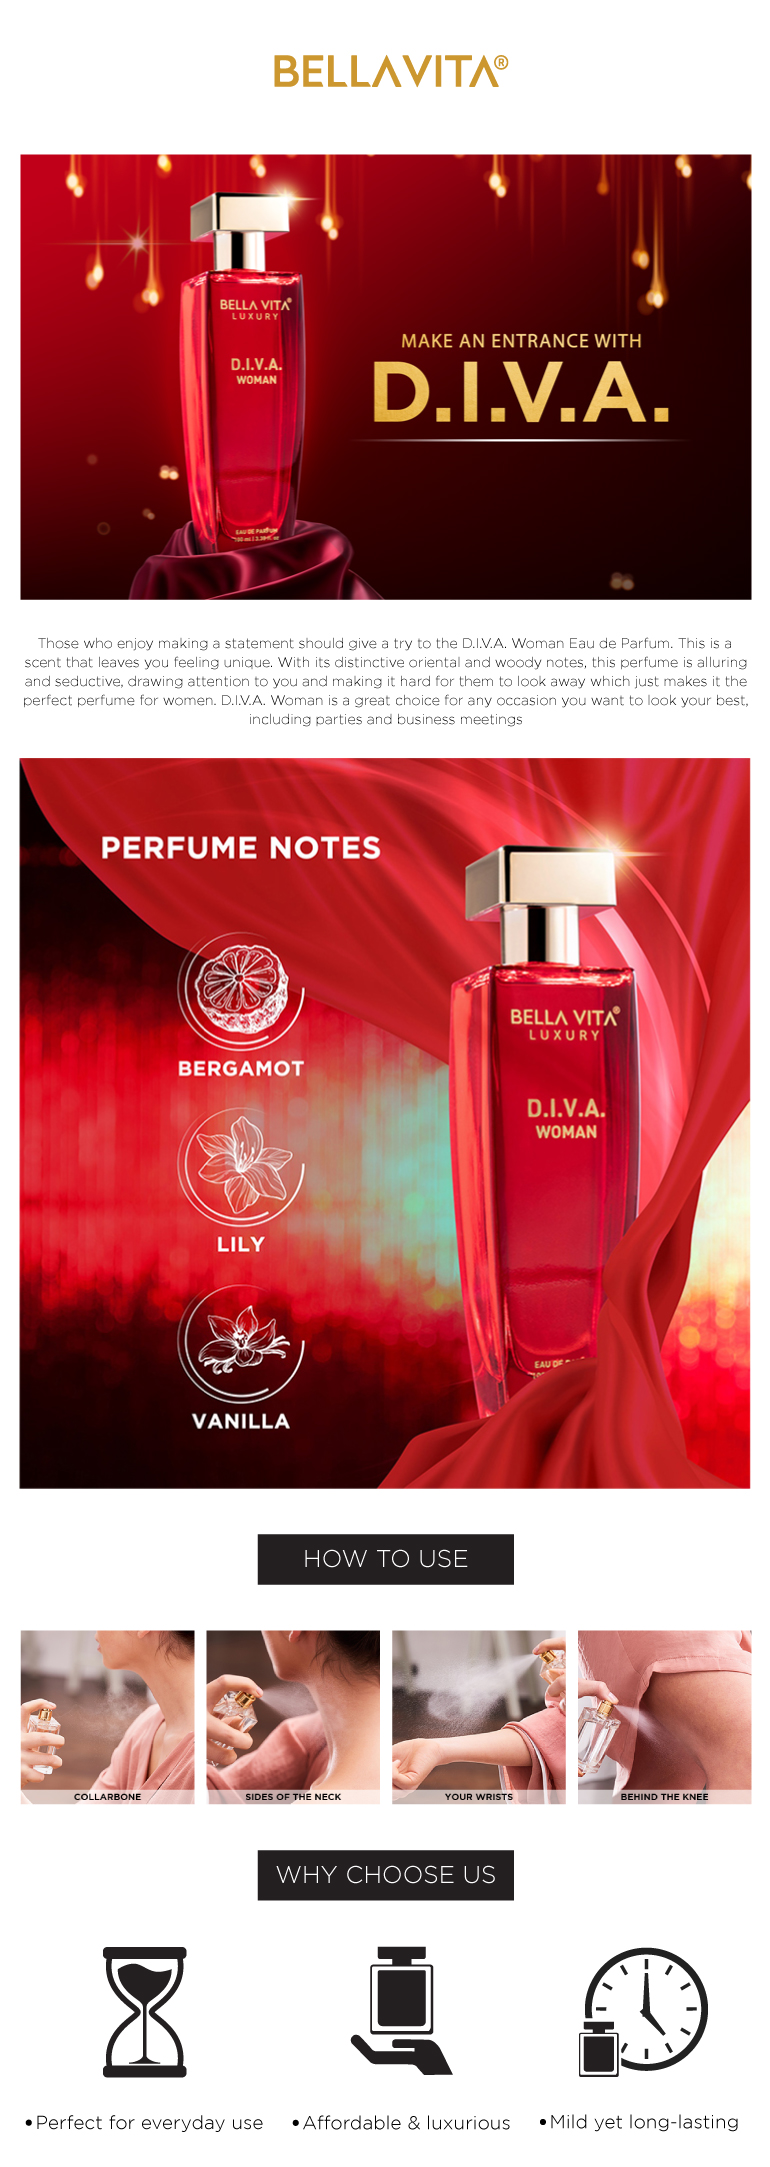 BELLAVITA®
BELLA VITA®
LUXURY
D.I.V.A.
WOMAN
EAU DE PARFUM
MAKE AN ENTRANCE WITH
D.I.V.A.
Those who enjoy making a statement should give a try to the D.I.V.A. Woman Eau de Parfum. This is a
scent that leaves you feeling unique. With its distinctive oriental and woody notes, this perfume is alluring
and seductive, drawing attention to you and making it hard for them to look away which just makes it the
perfect perfume for women. D.I.V.A. Woman is a great choice for any occasion you want to look your best,
including parties and business meetings
PERFUME NOTES
BERGAMOT
LILY
VANILLA
BELLA VITA®
LUXURY
D.I.V.A.
WOMAN
EAU DE
HOW TO USE
COLLARBONE
SIDES OF THE NECK
YOUR WRISTS
BEHIND THE KNEE
WHY CHOOSE US
•Perfect for everyday use
•Affordable & luxurious
•Mild yet long-lasting